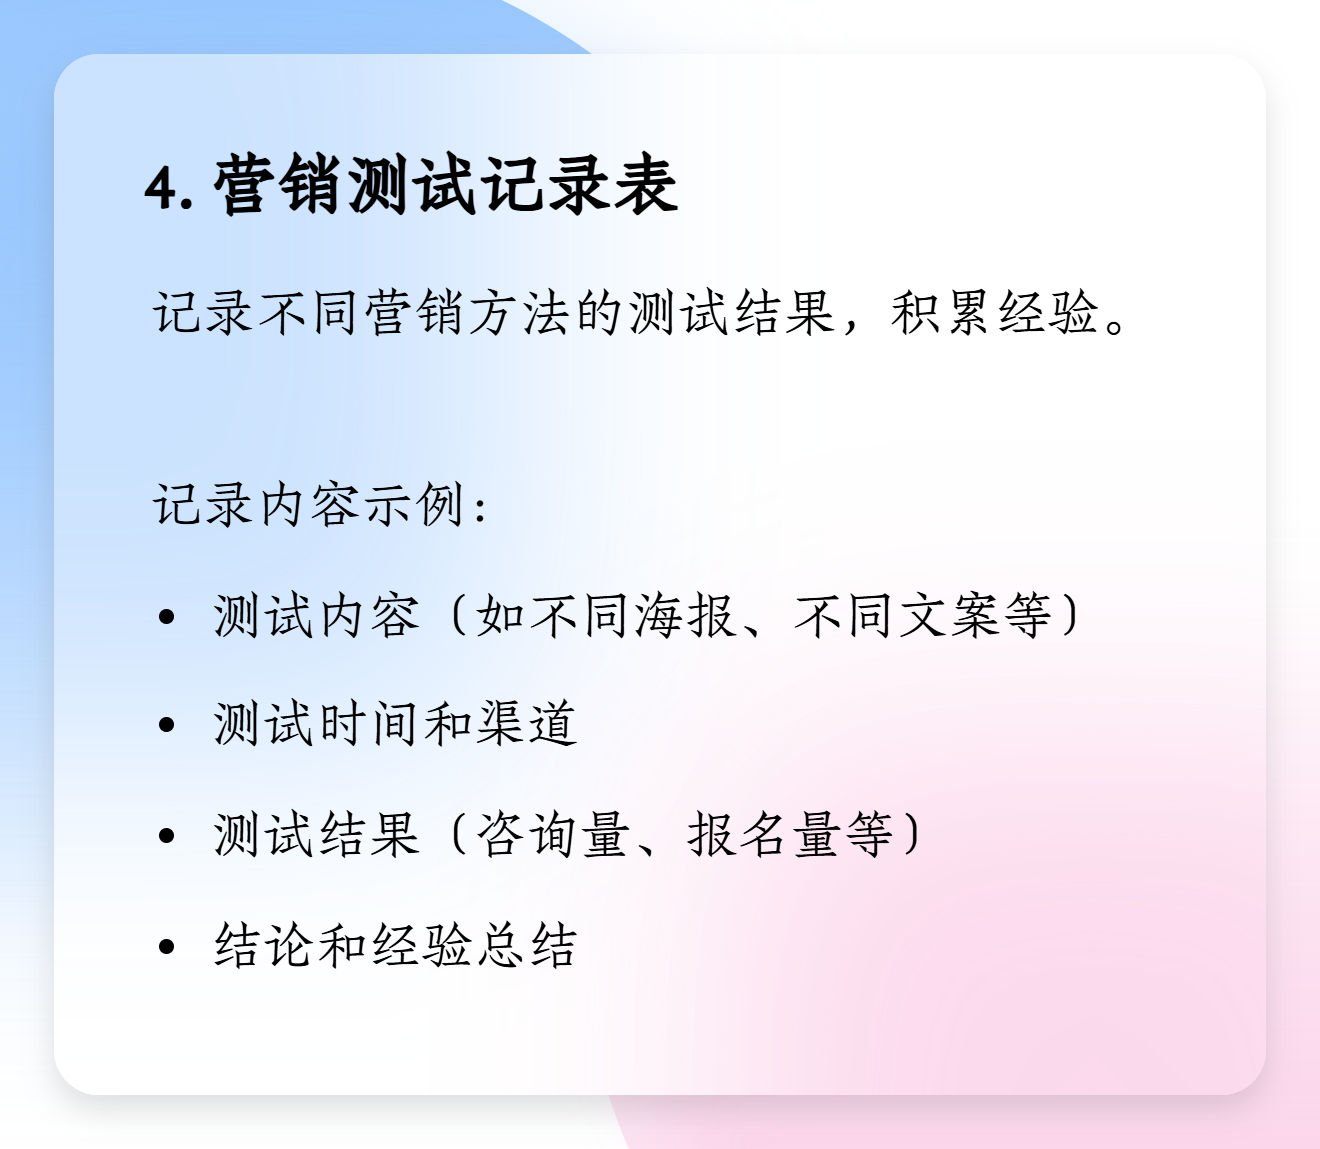 4. 营销测试记录表
记录不同营销方法的测试结果，积累经验。
记录内容示例：
• 测试内容（如不同海报、不同文案等）
• 测试时间和渠道
• 测试结果（咨询量、报名量等）
• 结论和经验总结